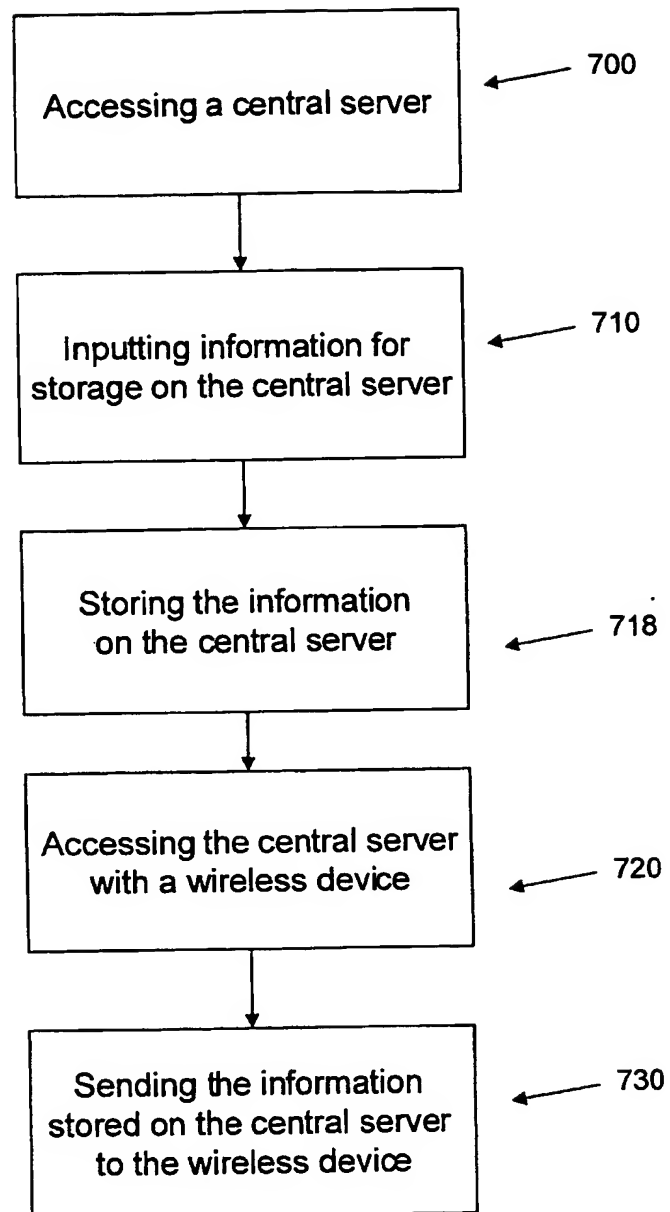 Accessing a central server
700
Inputting information for
storage on the central server
710
Storing the information
on the central server
718
Accessing the central server
with a wireless device
720
Sending the information
stored on the central server
to the wireless device
730